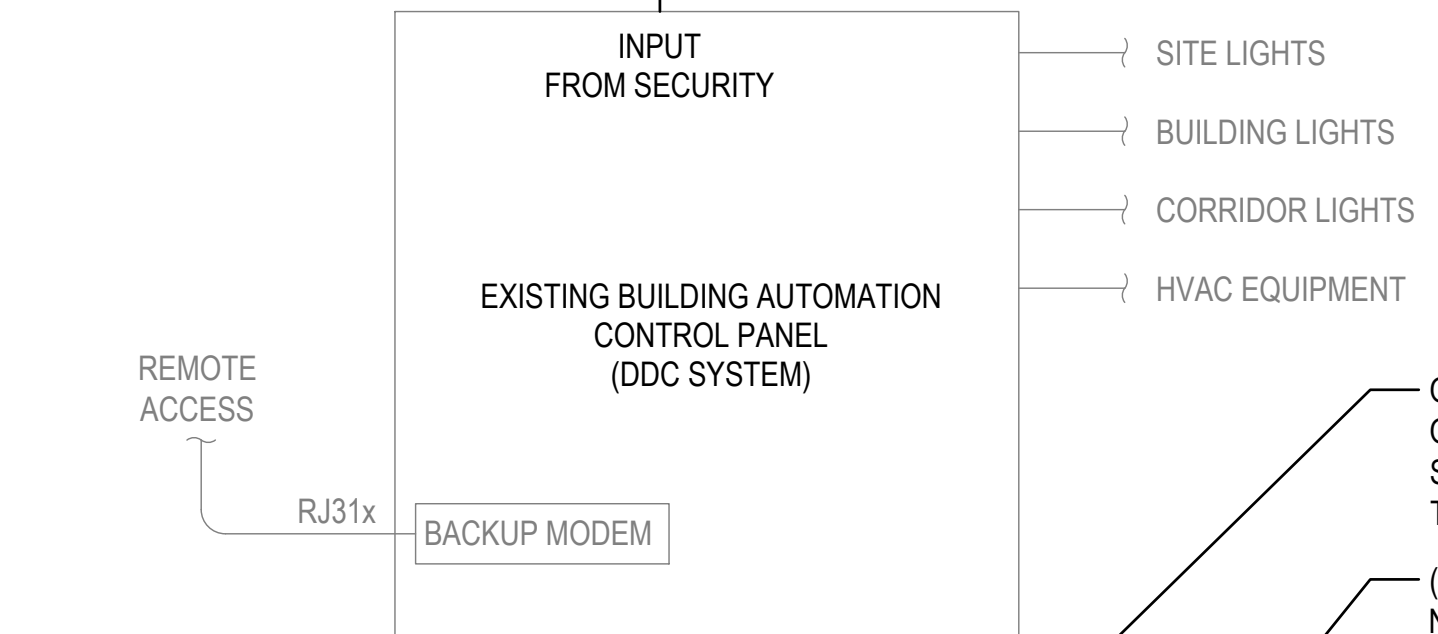 INPUT
FROM SECURITY
SITE LIGHTS
BUILDING LIGHTS
CORRIDOR LIGHTS
HVAC EQUIPMENT
EXISTING BUILDING AUTOMATION
CONTROL PANEL
(DDC SYSTEM)
REMOTE
ACCESS
RJ31x
BACKUP MODEM